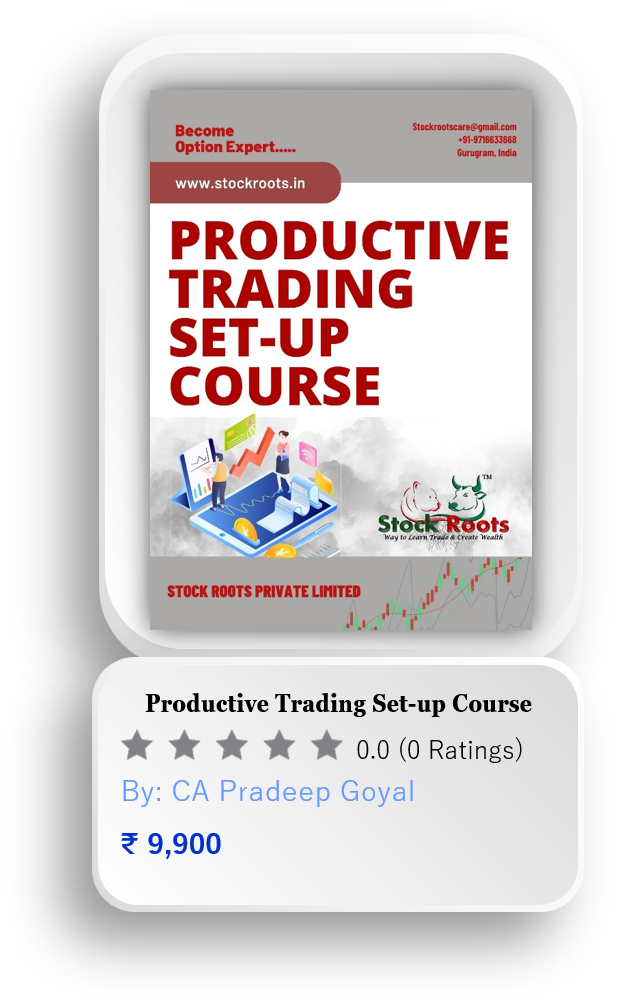 Become
Option Expert.....
Stockrootscare@gmail.com
+91-9716633668
Gurugram, India
www.stockroots.in
PRODUCTIVE
TRADING
SET-UP
COURSE
TM
Stock Roots
Way to Learn Trade & Create Wealth
STOCK ROOTS PRIVATE LIMITED
Productive Trading Set-up Course
0.0 (0 Ratings)
By: CA Pradeep Goyal
₹ 9,900